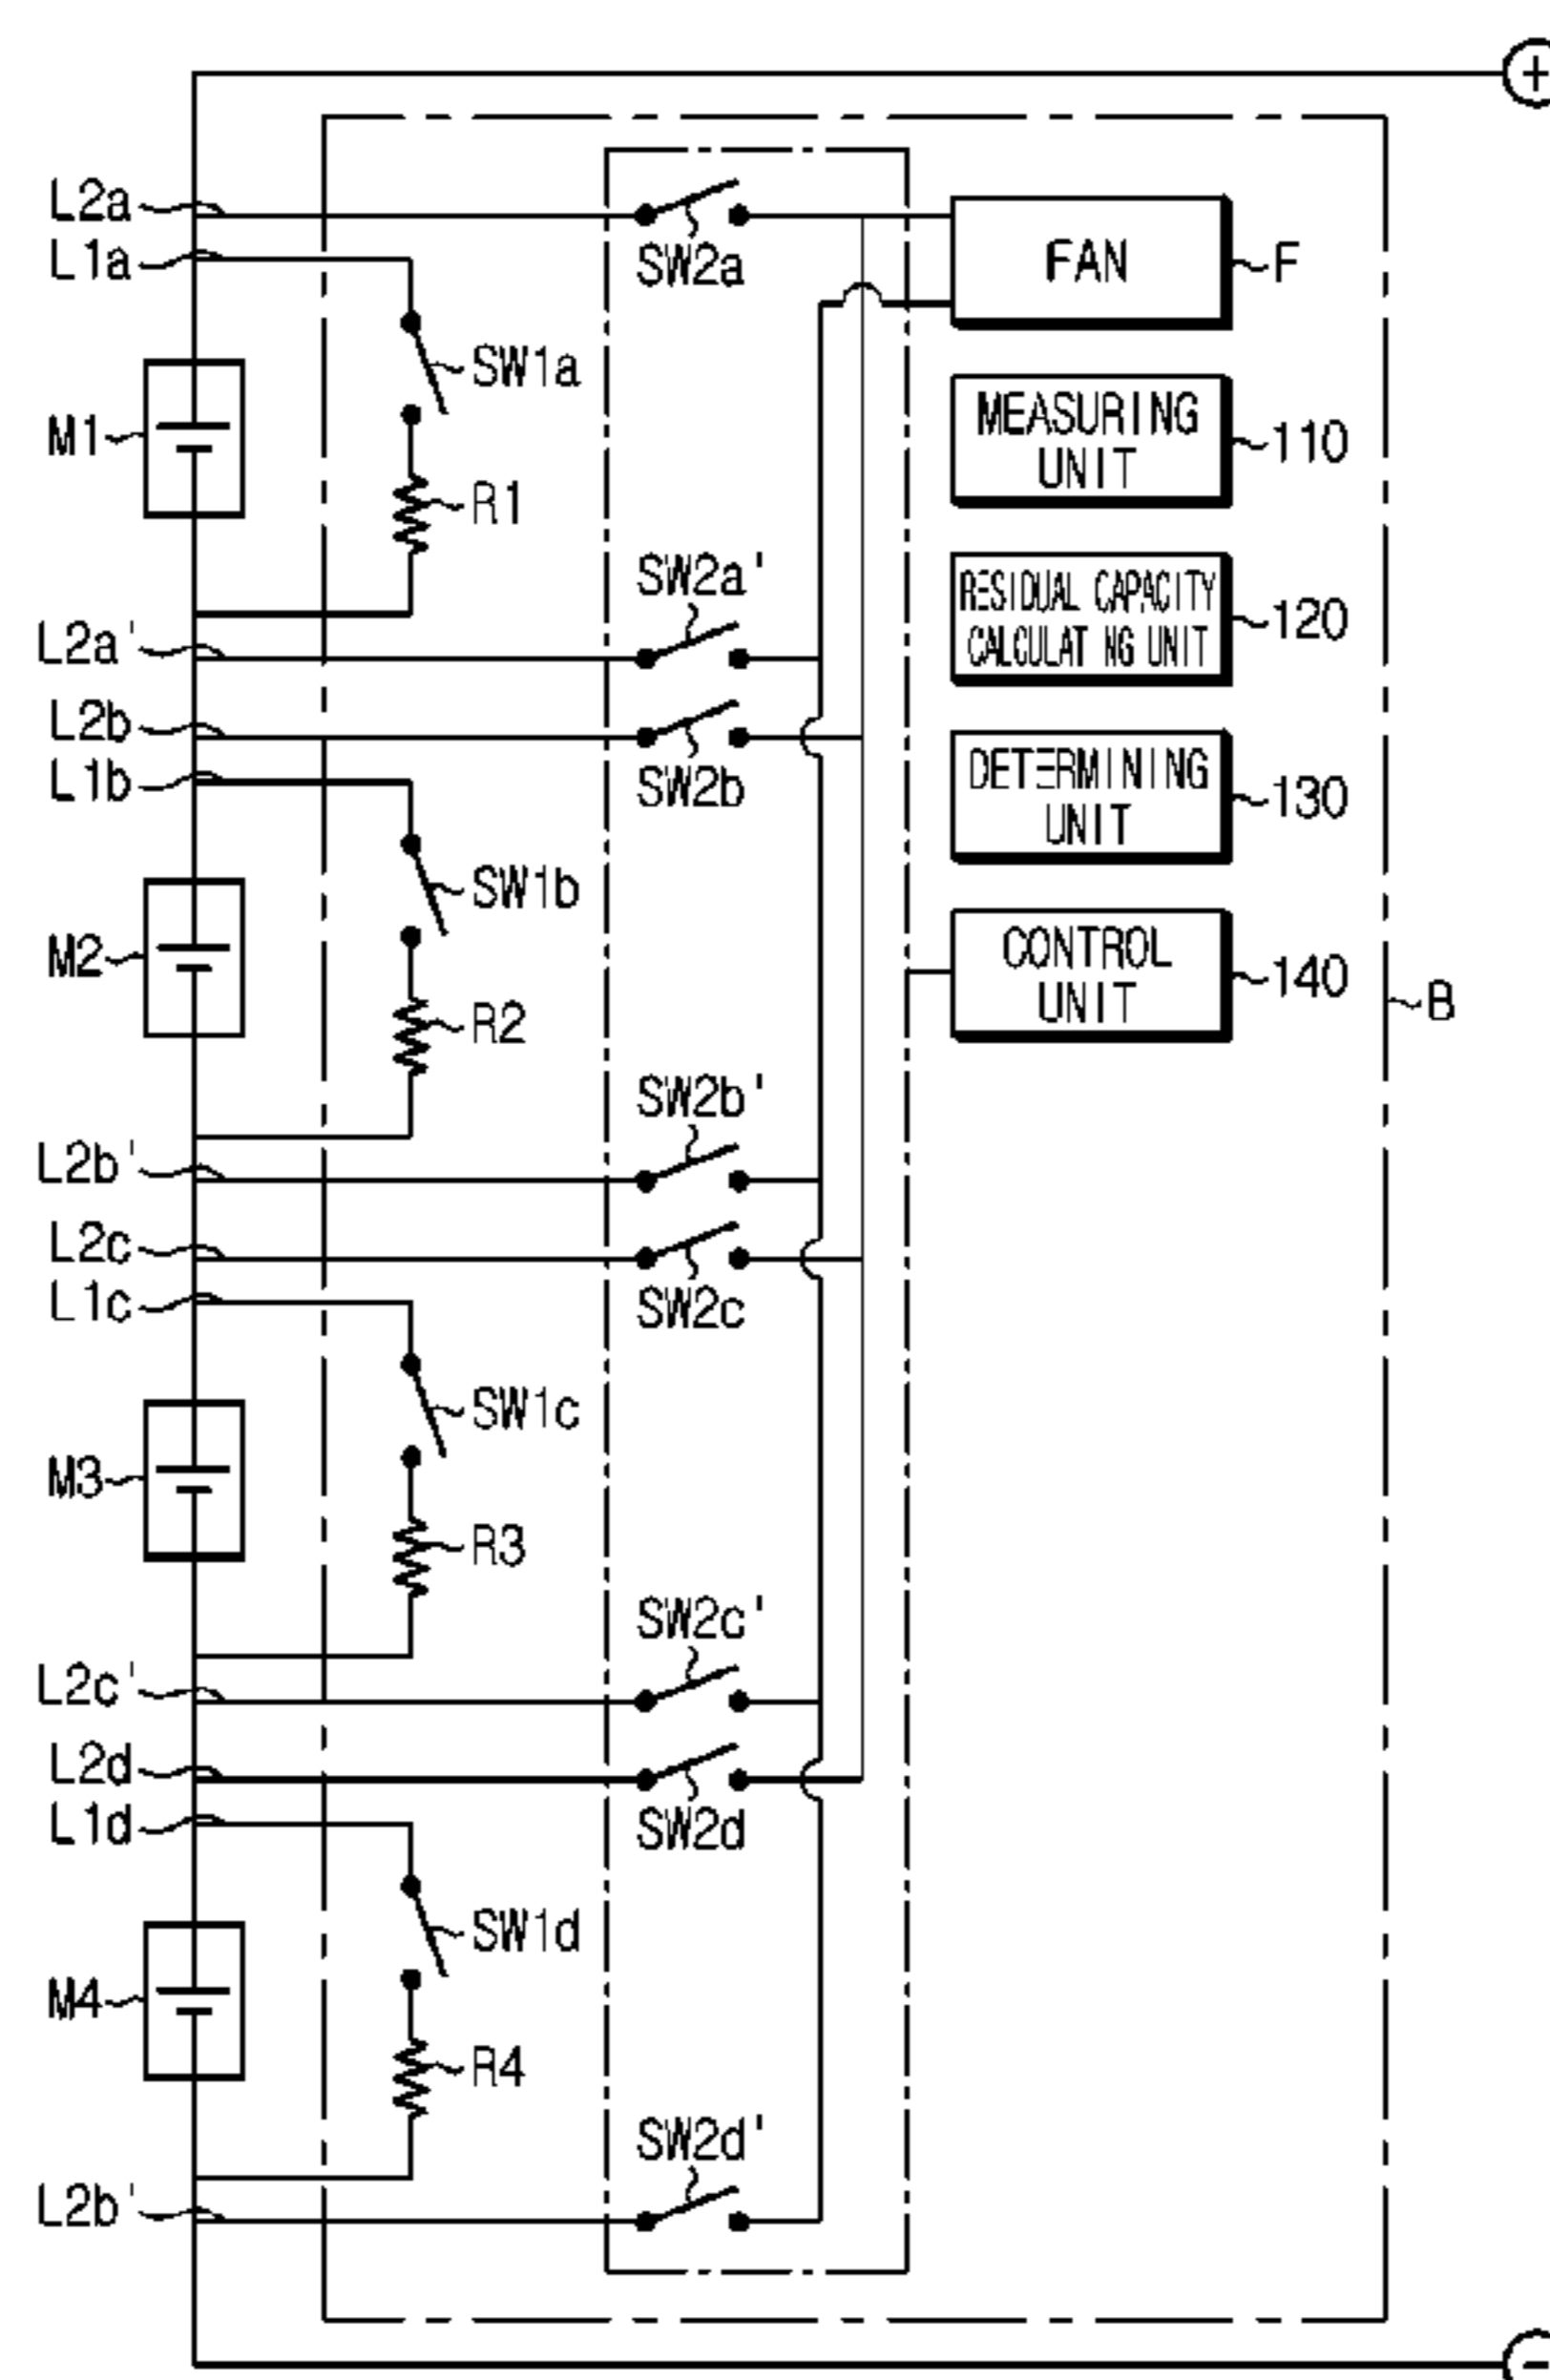 +
L2a
L1a
SW2a
FAN
F
SW1a
M1
MEASURING
UNIT
110
R1
SW2a'
L2a'
RESIDUAL CAPACITY
CALCULAT NG UNIT
120
L2b
L1b
SW2b
DETERMINING
UNIT
130
SW1b
M2
CONTROL
UNIT
140
B
R2
SW2b'
L2b'
L2c
L1c
SW2c
SW1c
M3
R3
SW2c'
L2c'
L2d
L1d
SW2d
SW1d
M4
R4
SW2d'
L2b'
-